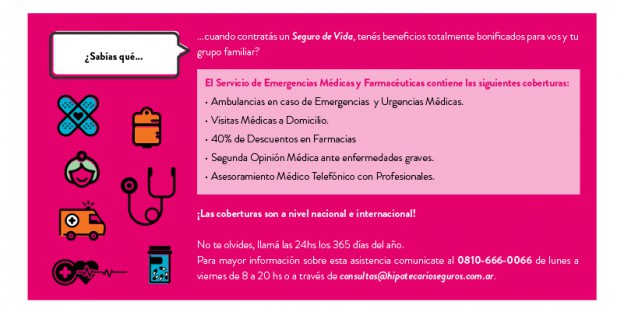 ¿Sabías qué...
...cuando contratás un Seguro de Vida, tenés beneficios totalmente bonificados para vos y tu
grupo familiar?
El Servicio de Emergencias Médicas y Farmacéuticas contiene las siguientes coberturas:
• Ambulancias en caso de Emergencias y Urgencias Médicas.
• Visitas Médicas a Domicilio.
• 40% de Descuentos en Farmacias
• Segunda Opinión Médica ante enfermedades graves.
• Asesoramiento Médico Telefónico con Profesionales.
¡Las coberturas son a nivel nacional e internacional!
No te olvides, llamá las 24hs los 365 días del año.
Para mayor información sobre esta asistencia comunicate al 0810-666-0066 de lunes a
viernes de 8 a 20 hs o a través de consultas@hipotecarioseguros.com.ar.